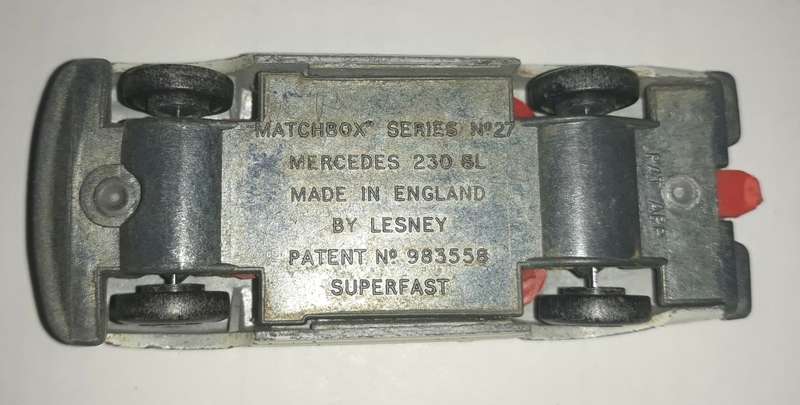 MATCHBOX" SERIES Nº27
MERCEDES 230 SL
MADE IN ENGLAND
BY LESNEY
PATENT Nº 983558
SUPERFAST